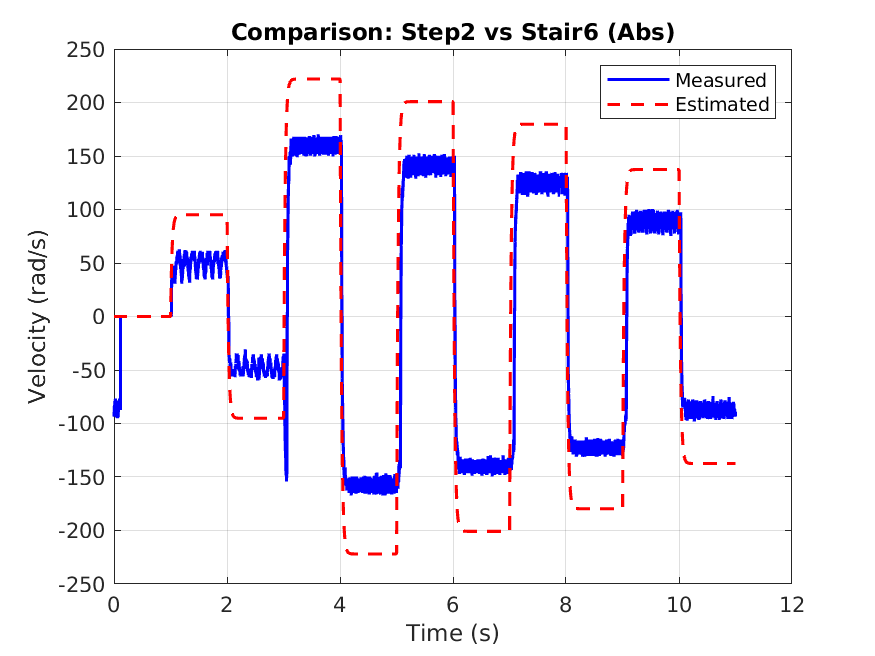 Comparison: Step2 vs Stair6 (Abs)
Measured
Estimated
Velocity (rad/s)
250
200
150
100
50
0
-50
-100
-150
-200
-250
0 2 4 6 8 10 12
Time (s)